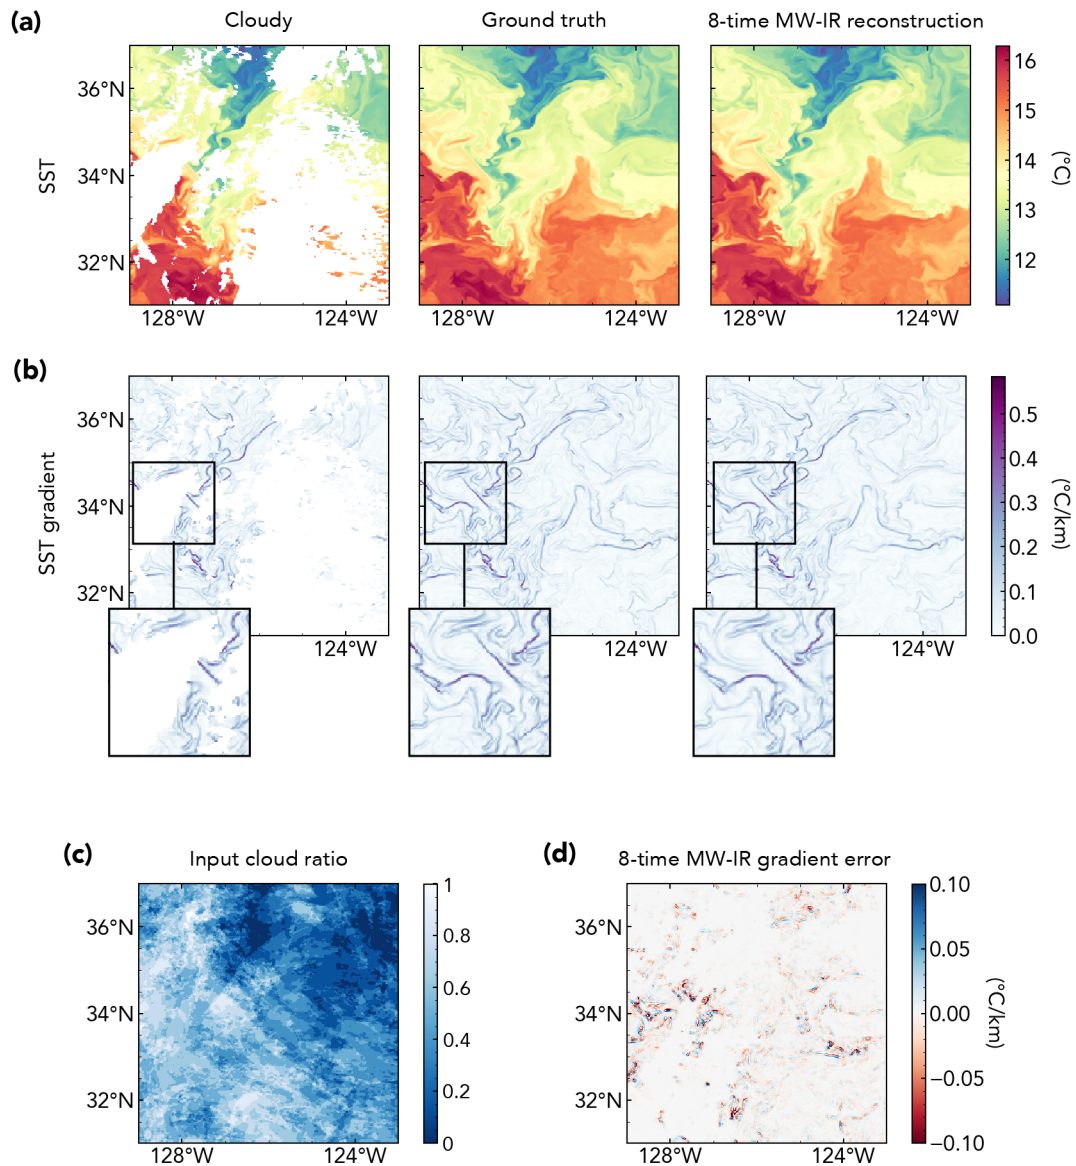 (a)
Cloudy
Ground truth
8-time MW-IR reconstruction
SST
36°N
34°N
32°N
128°W
124°W
128°W
124°W
128°W
124°W
16
15
14
13
12
(°C)
(b)
SST gradient
36°N
34°N
32°N
124°W
124°W
124°W
0.5
0.4
0.3
0.2
0.1
0.0
(°C/km)
(c)
Input cloud ratio
36°N
34°N
32°N
128°W
124°W
1
0.8
0.6
0.4
0.2
0
(d)
8-time MW-IR gradient error
36°N
34°N
32°N
128°W
124°W
0.10
0.05
0.00
−0.05
−0.10
(°C/km)